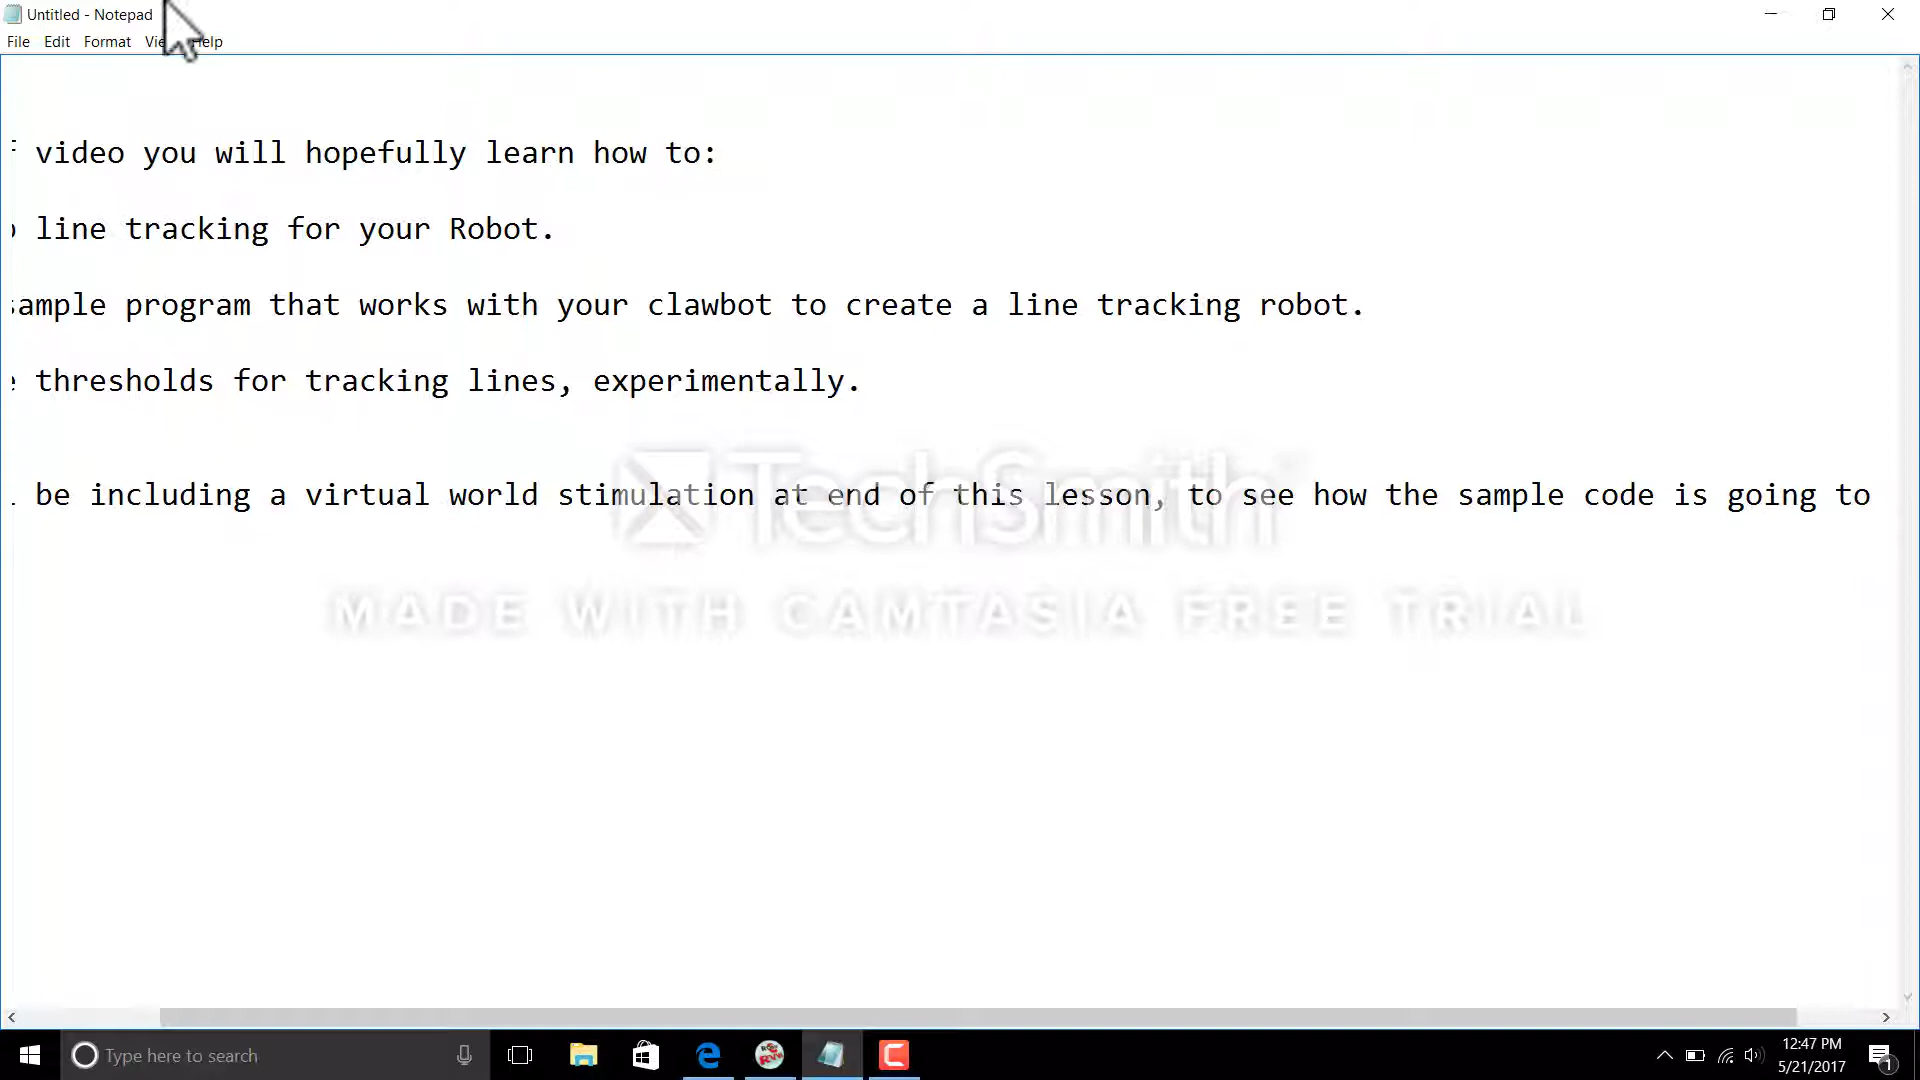 Untitled - Notepad
File Edit Format Help
video you will hopefully learn how to:
line tracking for your Robot.
sample program that works with your clawbot to create a line tracking robot.
thresholds for tracking lines, experimentally.
be including a virtual world stimulation at end of this lesson, to see how the sample code is going to
TechSmith
MADE WITH CAMTASIA FREE TRIAL
Type here to search
12:47 PM
5/21/2017
1